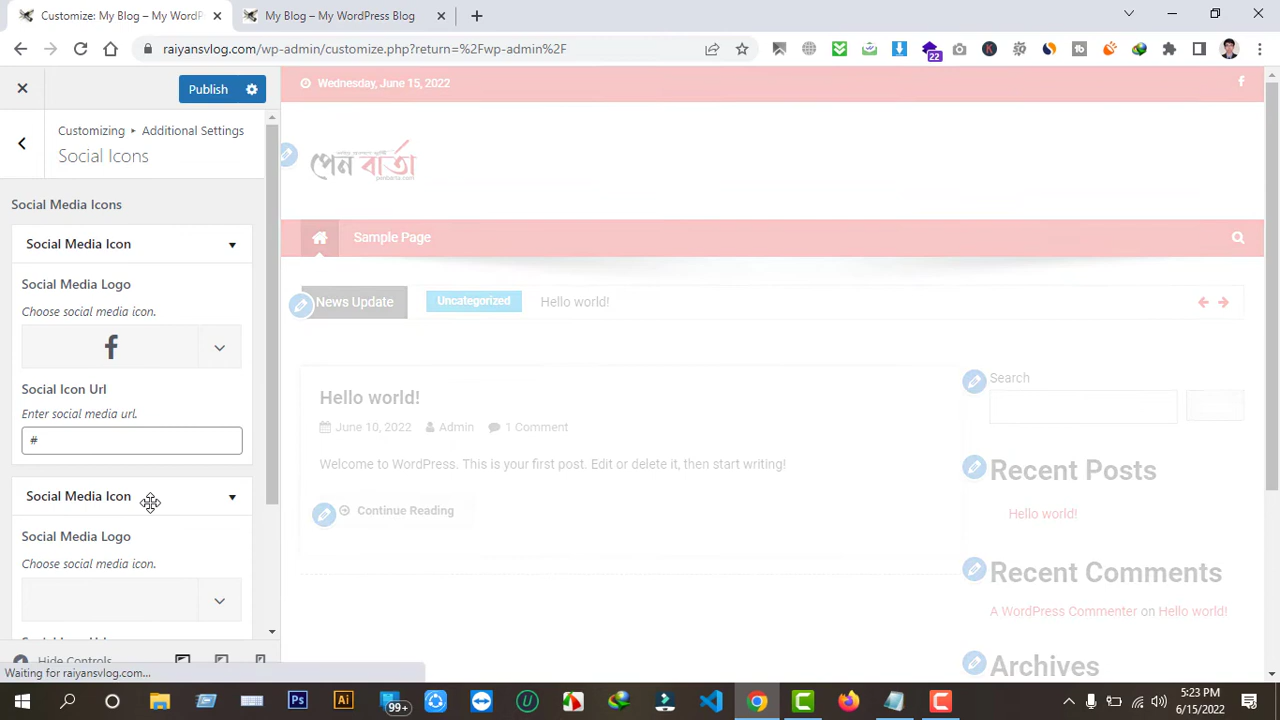 Customize: My Blog – My WordP
My Blog – My WordPress Blog
raiyansvlog.com/wp-admin/customize.php?return=%2Fwp-admin%2F
22
Publish
Customizing ▸ Additional Settings
Social Icons
Social Media Icons
Social Media Icon
Social Media Logo
Choose social media icon.
Social Icon Url
Enter social media url.
#
Social Media Icon
Social Media Logo
Choose social media icon.
Hide Controls
Wednesday, June 15, 2022
পেন বার্তা
penbarta.com
Sample Page
News Update
Uncategorized
Hello world!
Hello world!
June 10, 2022
Admin
1 Comment
Welcome to WordPress. This is your first post. Edit or delete it, then start writing!
Continue Reading
Search
Recent Posts
Hello world!
Recent Comments
A WordPress Commenter on Hello world!
Archives
Waiting for raiyansvlog.com...
99+
5:23 PM
6/15/2022